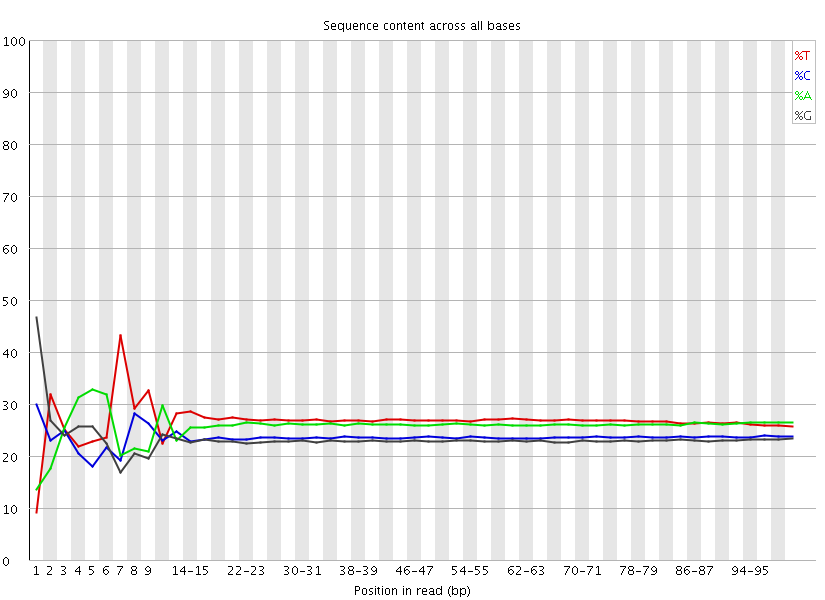 Sequence content across all bases
100
90
80
70
60
50
40
30
20
10
0
%T
%C
%A
%G
1 2 3 4 5 6 7 8 9 14-15 22-23 30-31 38-39 46-47 54-55 62-63 70-71 78-79 86-87 94-95
Position in read (bp)